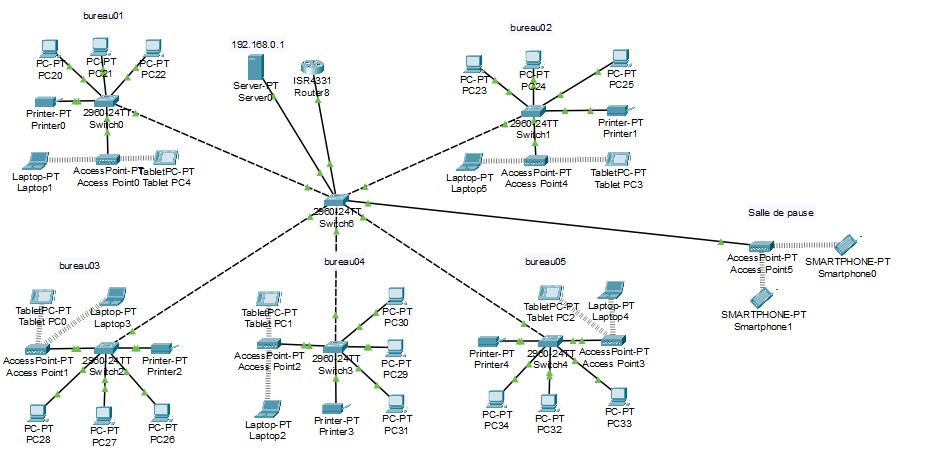 bureau01
PC-PT
PC20
PC-PT
PC21
PC-PT
PC22
Printer-PT
Printer0
2960-24TT
Switch0
Laptop-PT
Laptop1
AccessPoint-PT
Access Point0
TabletPC-PT
Tablet PC4
192.168.0.1
Server-PT
Server0
ISR4331
Router8
bureau02
PC-PT
PC23
PC-PT
PC24
PC-PT
PC25
2960-24TT
Switch1
Printer-PT
Printer1
Laptop-PT
Laptop5
AccessPoint-PT
Access Point4
TabletPC-PT
Tablet PC3
2960-24TT
Switch6
Salle de pause
AccessPoint-PT
Access Point5
SMARTPHONE-PT
Smartphone0
SMARTPHONE-PT
Smartphone1
bureau03
TabletPC-PT
Tablet PC0
Laptop-PT
Laptop3
AccessPoint-PT
Access Point1
2960-24TT
Switch2
Printer-PT
Printer2
PC-PT
PC28
PC-PT
PC27
PC-PT
PC26
bureau04
TabletPC-PT
Tablet PC1
PC-PT
PC30
AccessPoint-PT
Access Point2
2960-24TT
Switch3
PC-PT
PC29
Laptop-PT
Laptop2
Printer-PT
Printer3
PC-PT
PC31
bureau05
TabletPC-PT
Tablet PC2
Laptop-PT
Laptop4
Printer-PT
Printer4
2960-24TT
Switch4
AccessPoint-PT
Access Point3
PC-PT
PC34
PC-PT
PC32
PC-PT
PC33